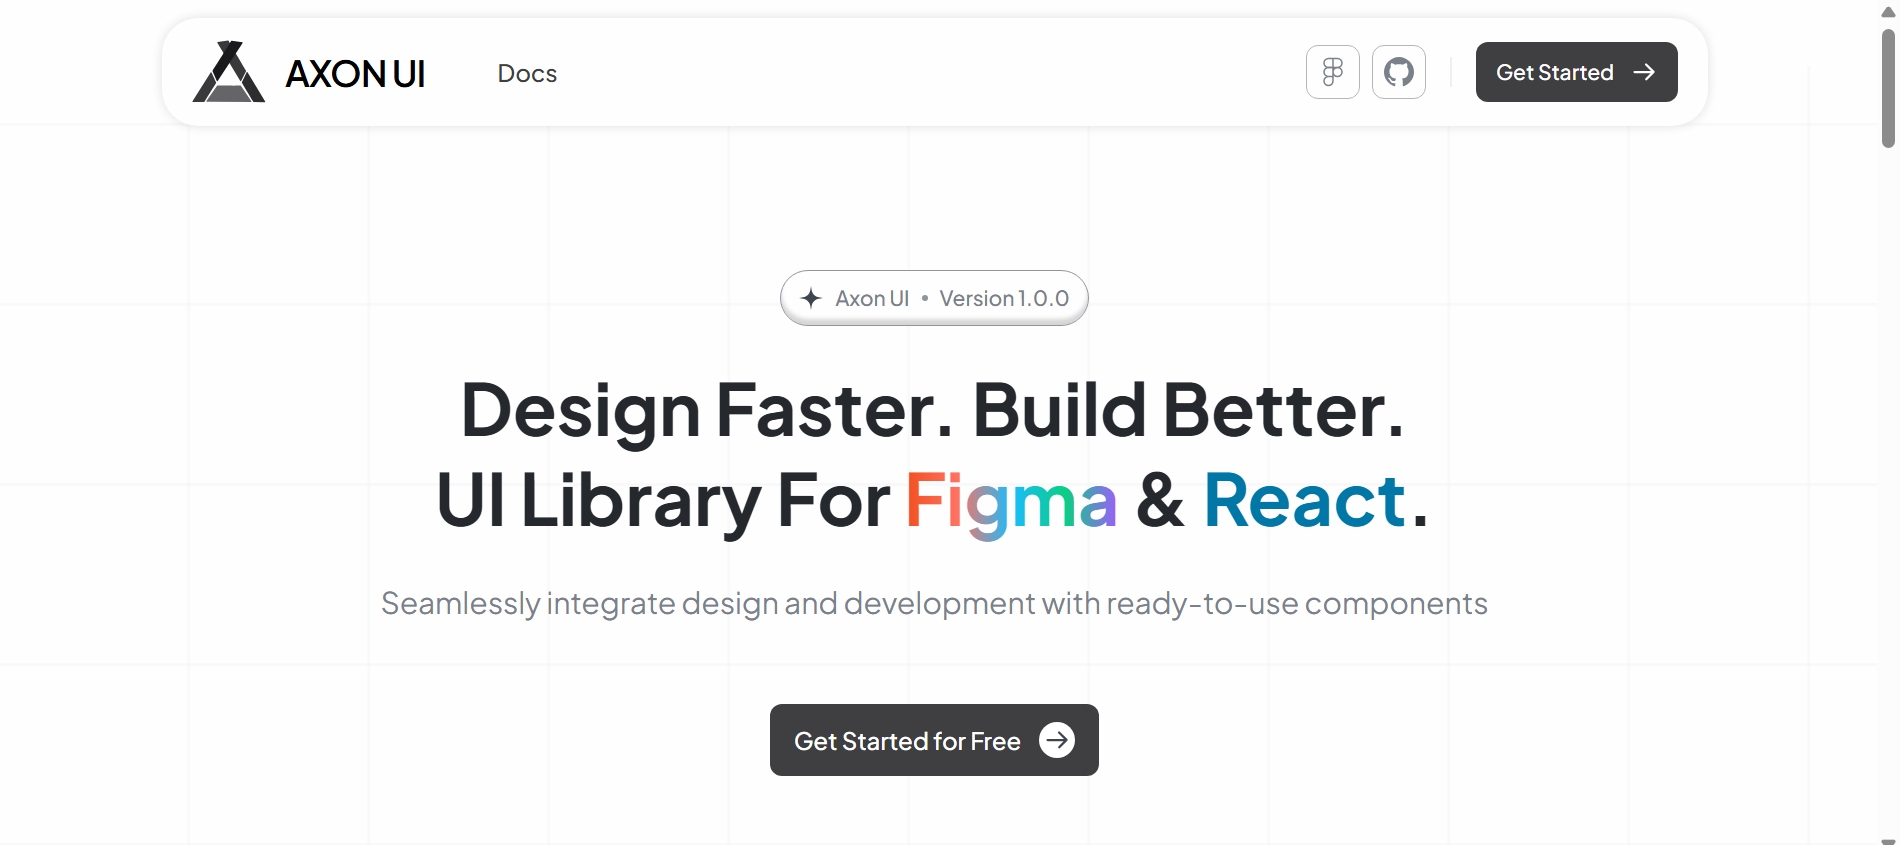 AXON UI
Docs
Get Started
Axon UI • Version 1.0.0
Design Faster. Build Better.
UI Library For Figma & React.
Seamlessly integrate design and development with ready-to-use components
Get Started for Free